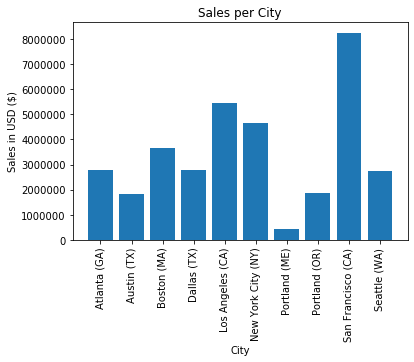 Sales per City
Sales in USD ($)
8000000
7000000
6000000
5000000
4000000
3000000
2000000
1000000
0
Atlanta (GA)
Austin (TX)
Boston (MA)
Dallas (TX)
Los Angeles (CA)
New York City (NY)
Portland (ME)
Portland (OR)
San Francisco (CA)
Seattle (WA)
City